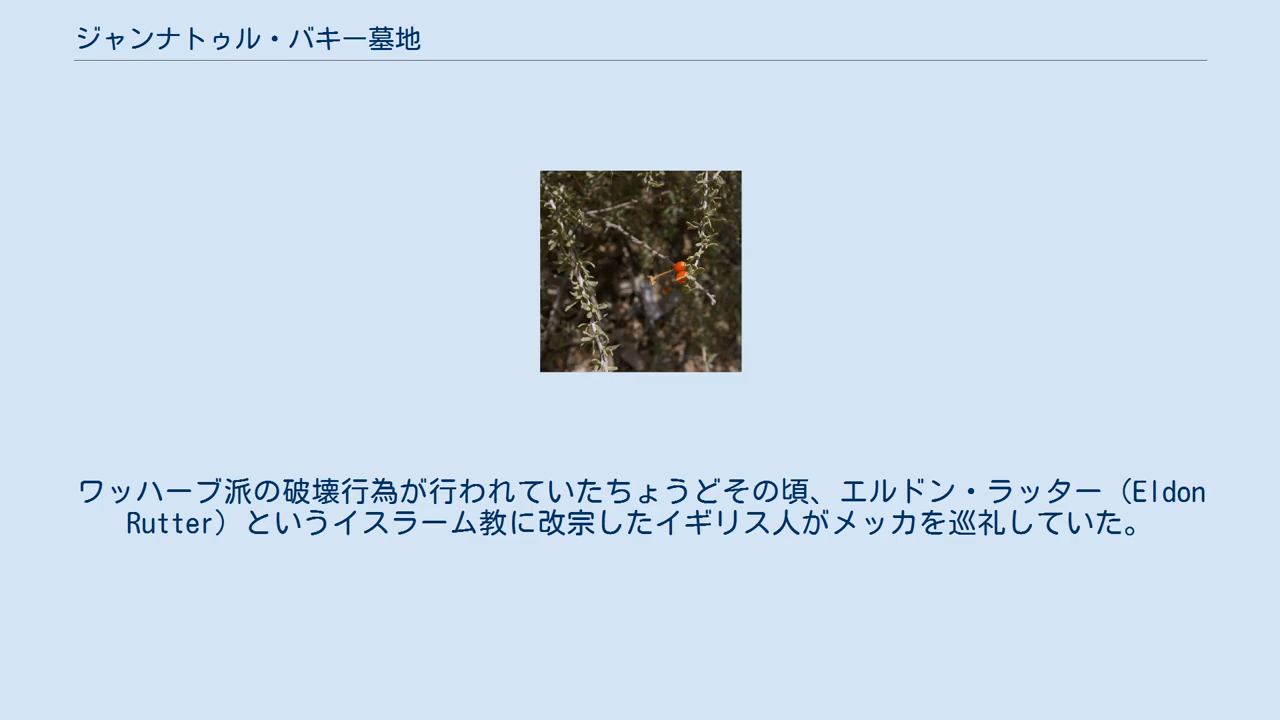 ジャンナトゥル・バキー墓地
ワッハーブ派の破壊行為が行われていたちょうどその頃、エルドン・ラッター（Eldon
Rutter）というイスラーム教に改宗したイギリス人がメッカを巡礼していた。